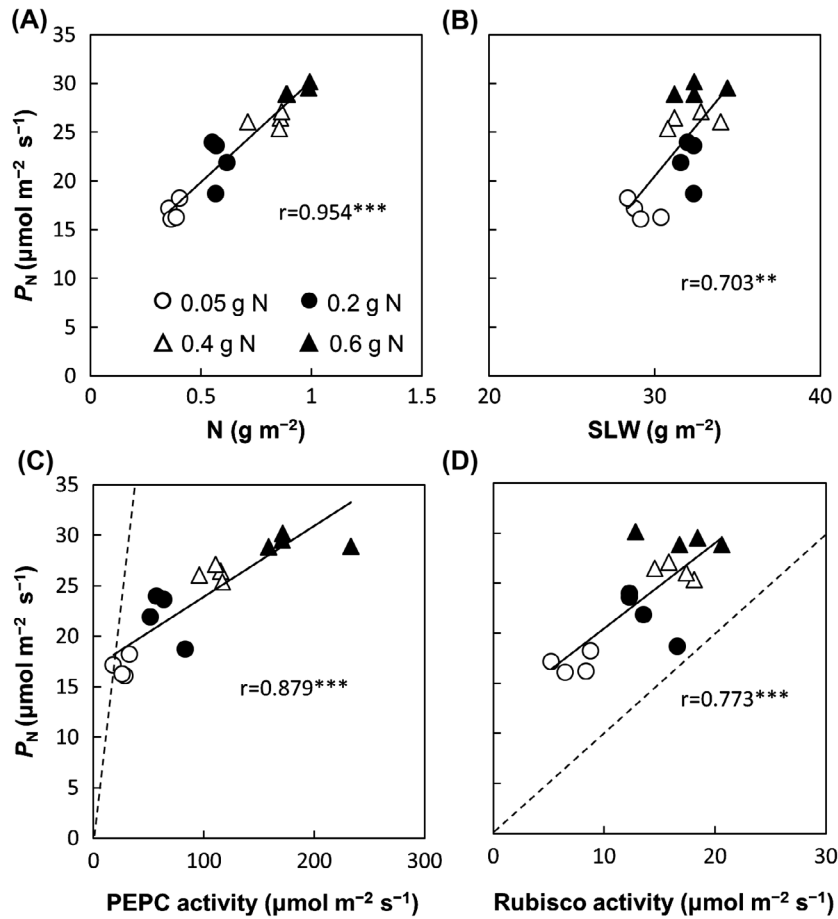 (A)
35
30
25
20
15
10
5
0
P_N (µmol m⁻² s⁻¹)
r=0.954***
○ 0.05 g N ● 0.2 g N
△ 0.4 g N ▲ 0.6 g N
0 0.5 1 1.5
N (g m⁻²)
(B)
r=0.703**
20 30 40
SLW (g m⁻²)
(C)
35
30
25
20
15
10
5
0
P_N (µmol m⁻² s⁻¹)
r=0.879***
0 100 200 300
PEPC activity (µmol m⁻² s⁻¹)
(D)
r=0.773***
0 10 20 30
Rubisco activity (µmol m⁻² s⁻¹)